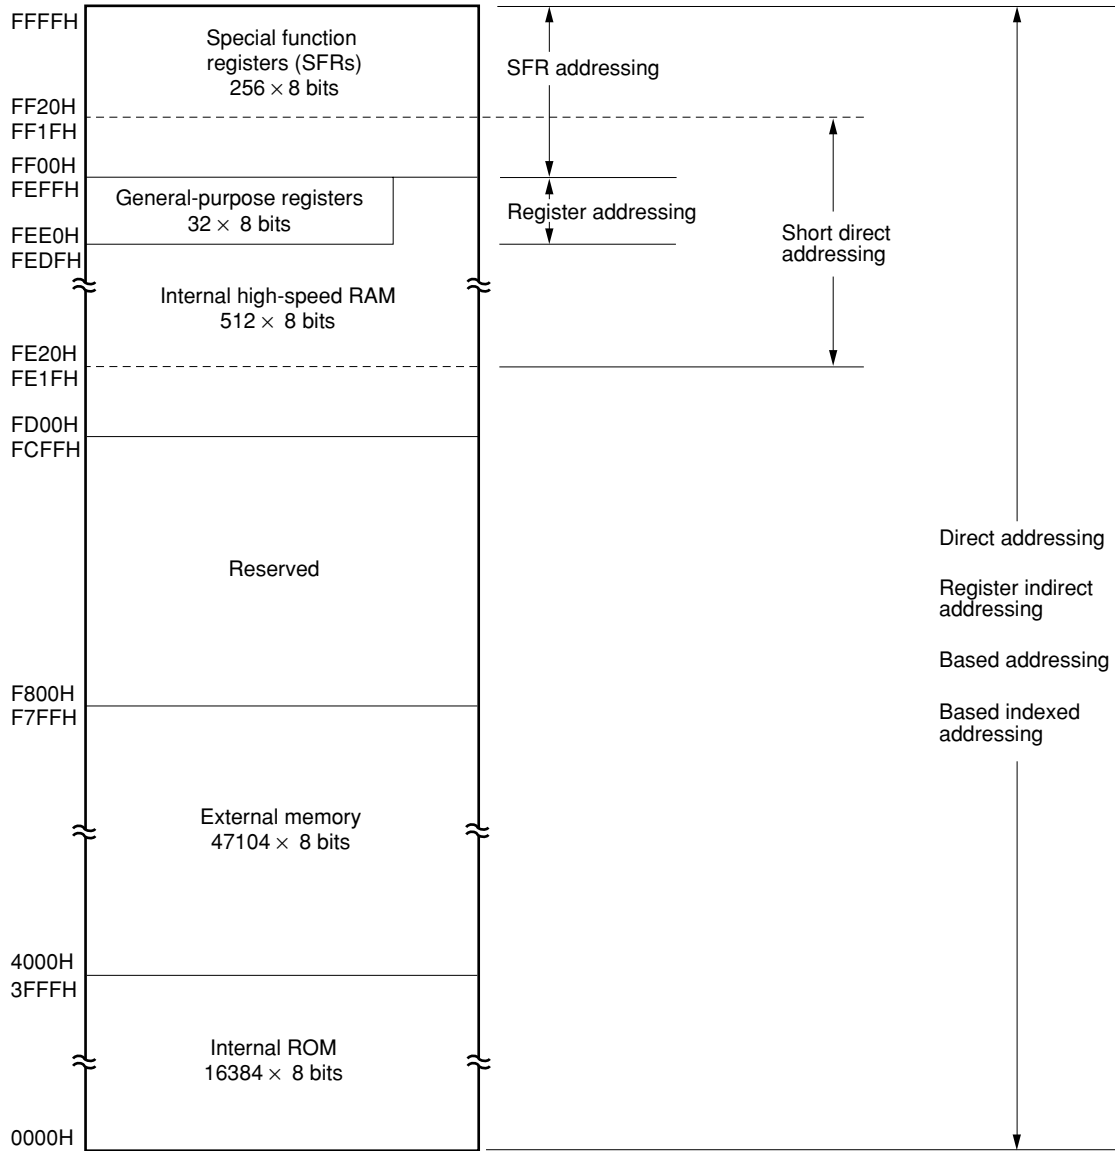 FFFFH
Special function
registers (SFRs)
256 × 8 bits
SFR addressing
FF20H
FF1FH
FF00H
FEFFH
General-purpose registers
32 × 8 bits
Register addressing
FEE0H
FEDFH
Short direct
addressing
Internal high-speed RAM
512 × 8 bits
FE20H
FE1FH
FD00H
FCFFH
Reserved
Direct addressing
Register indirect
addressing
Based addressing
Based indexed
addressing
F800H
F7FFH
External memory
47104 × 8 bits
4000H
3FFFH
Internal ROM
16384 × 8 bits
0000H